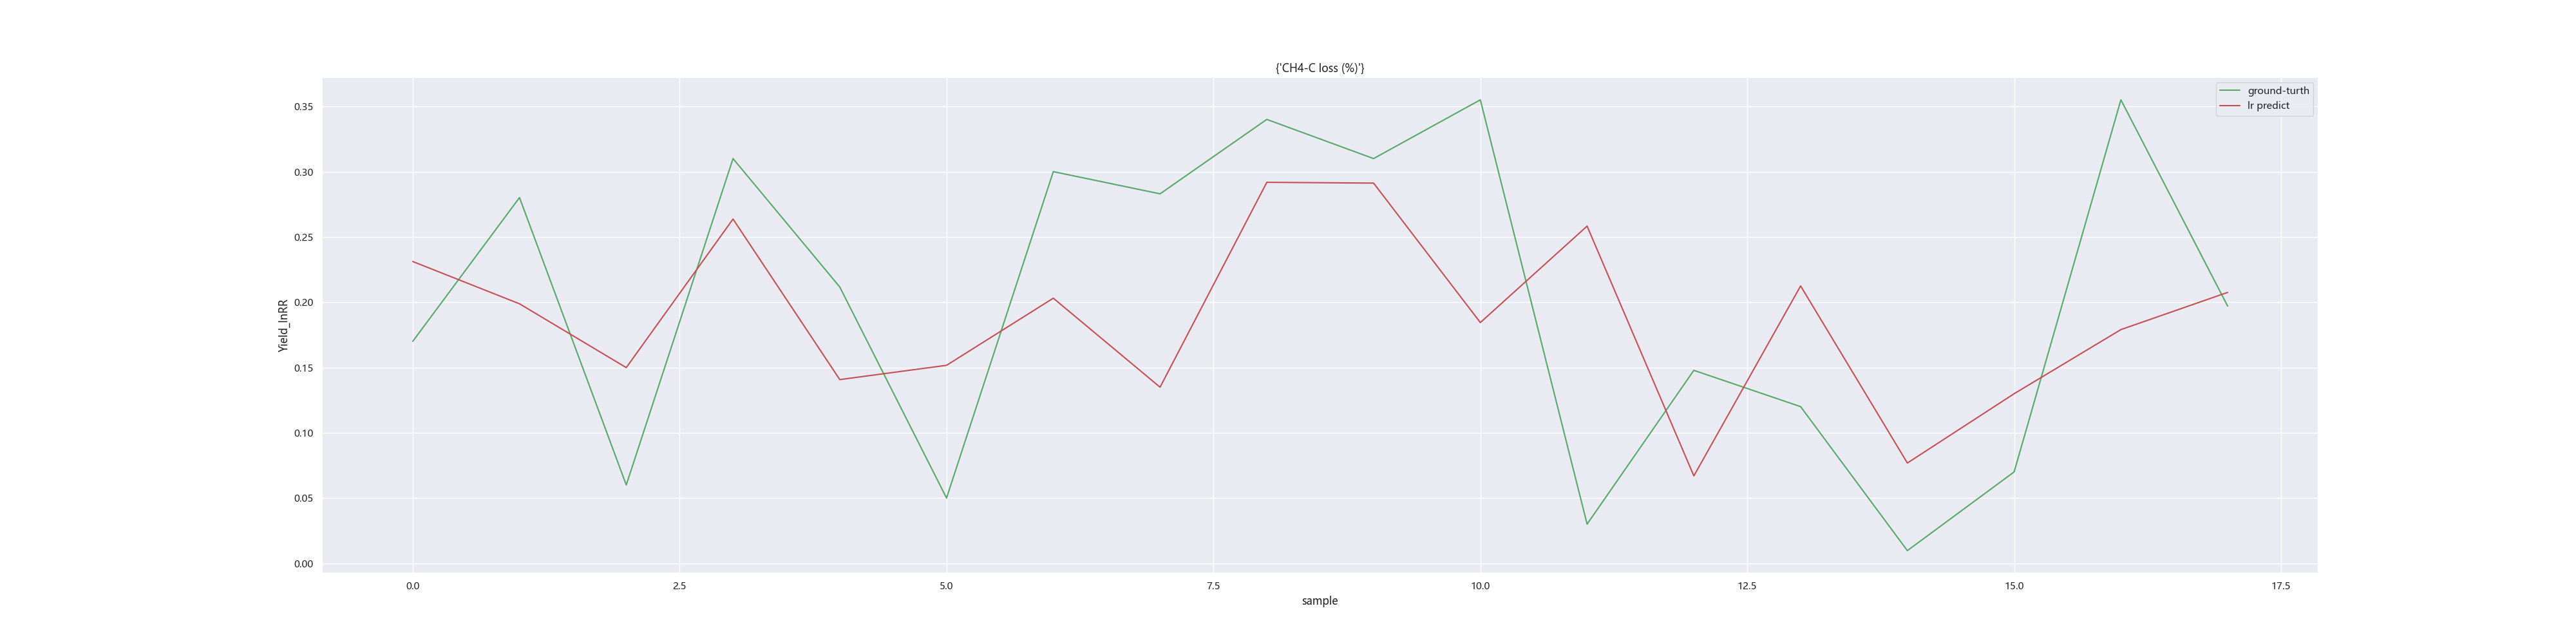 {'CH4-C loss (%)'}
ground-turth
lr predict
0.35
0.30
0.25
0.20
0.15
0.10
0.05
0.00
Yield_lnRR
0.0 2.5 5.0 7.5 10.0 12.5 15.0 17.5
sample